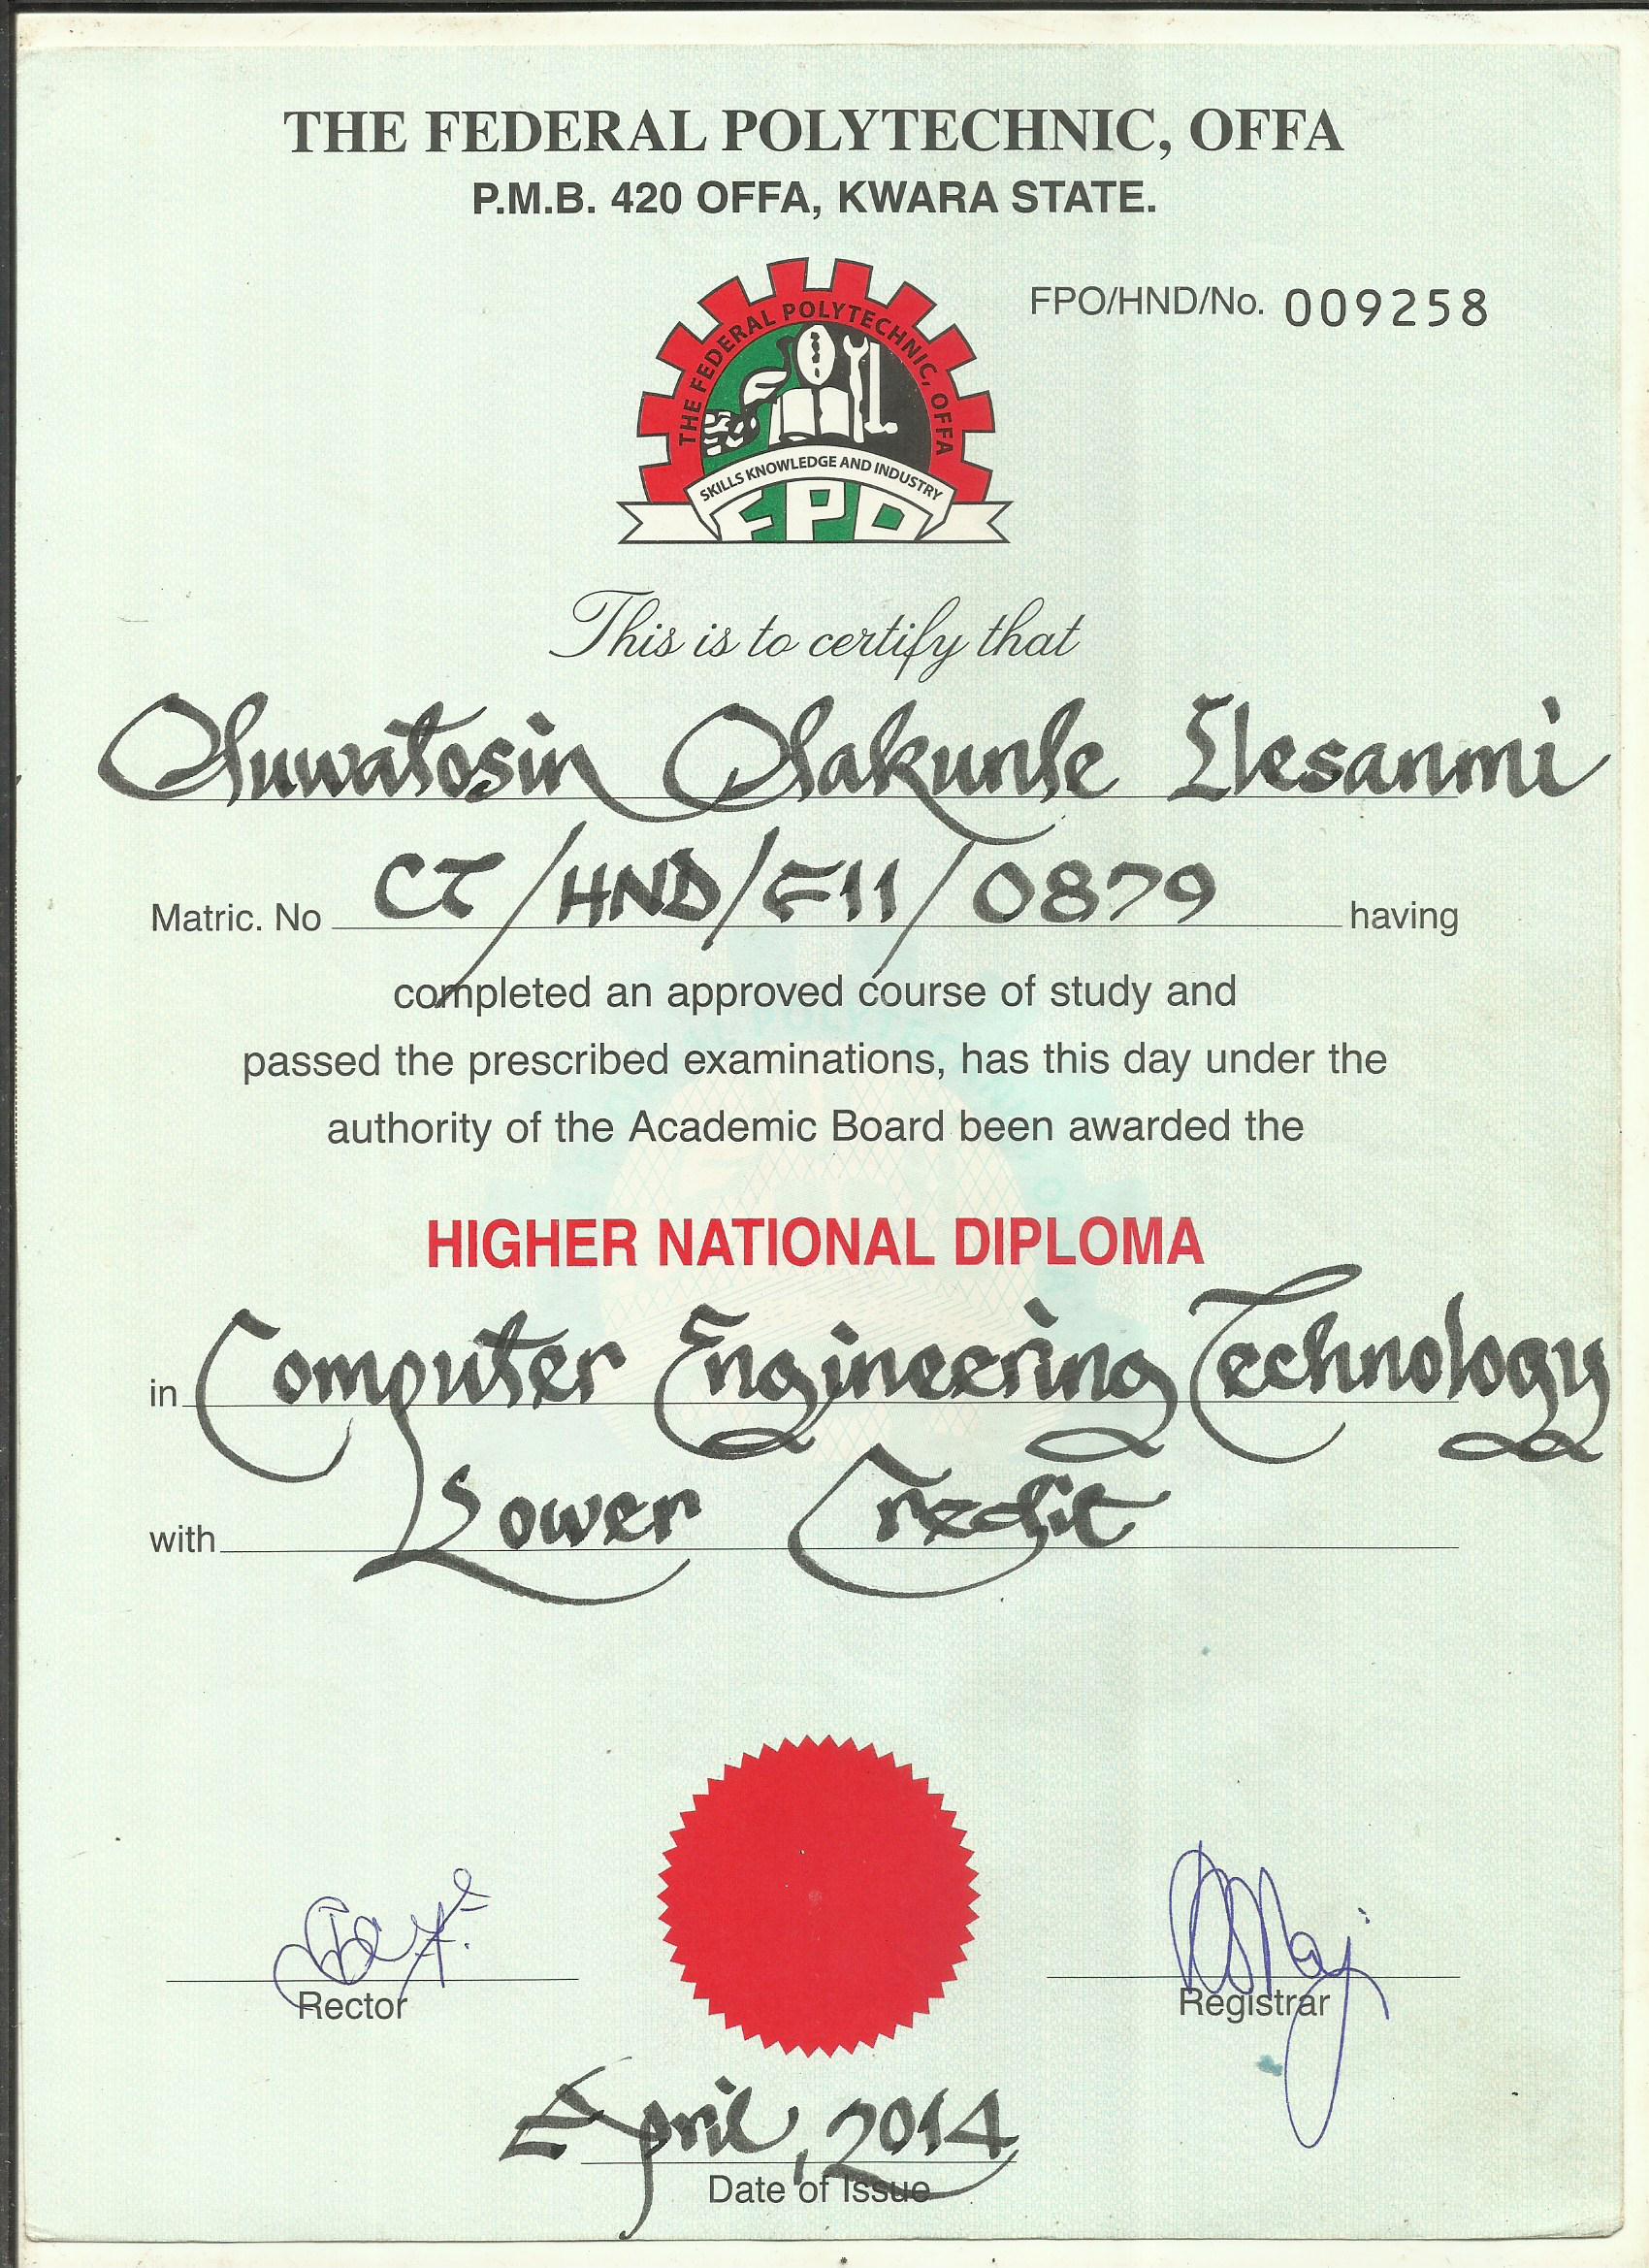 THE FEDERAL POLYTECHNIC, OFFA
P.M.B. 420 OFFA, KWARA STATE.
FPO/HND/No. 009258
THE FEDERAL POLYTECHNIC, OFFA
SKILLS KNOWLEDGE AND INDUSTRY
FPO
This is to certify that
Oluwatosin Olakunle Ilesanmi
Matric. No CT/HND/F11/0879 having
completed an approved course of study and
passed the prescribed examinations, has this day under the
authority of the Academic Board been awarded the
HIGHER NATIONAL DIPLOMA
in Computer Engineering Technology
with Lower Credit
Rector
Registrar
April, 2014
Date of Issue